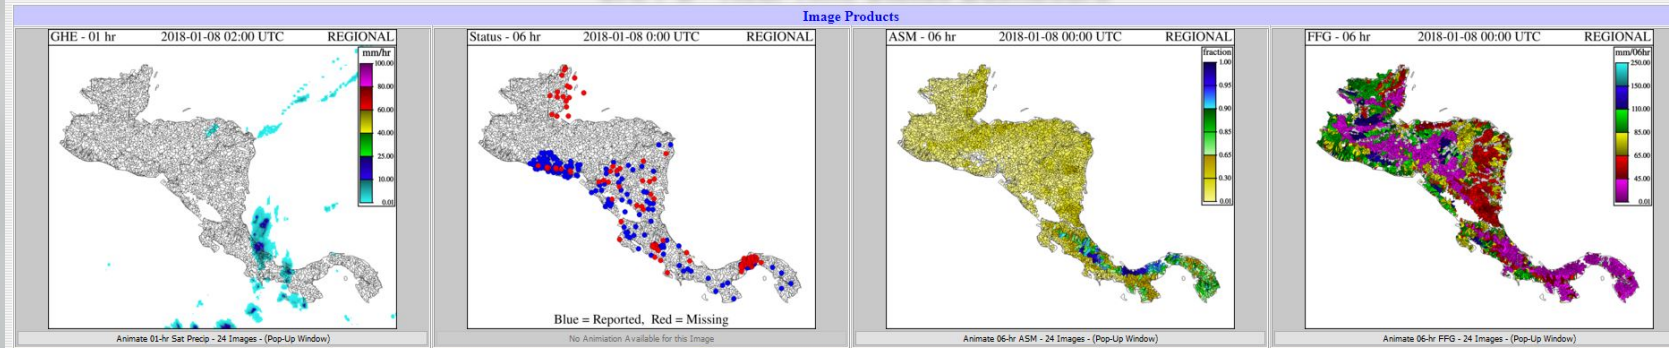 Image Products
GHE - 01 hr 2018-01-08 02:00 UTC REGIONAL
mm/hr
100.00
80.00
60.00
40.00
25.00
10.00
0.01
Animate 01-hr Sat Precip - 24 Images - (Pop-Up Window)
Status - 06 hr 2018-01-08 0:00 UTC REGIONAL
Blue = Reported, Red = Missing
No Animation Available for this Image
ASM - 06 hr 2018-01-08 00:00 UTC REGIONAL
fraction
1.00
0.95
0.90
0.85
0.65
0.30
0.01
Animate 06-hr ASM - 24 Images - (Pop-Up Window)
FFG - 06 hr 2018-01-08 00:00 UTC REGIONAL
mm/06hr
250.00
150.00
110.00
85.00
65.00
45.00
0.01
Animate 06-hr FFG - 24 Images - (Pop-Up Window)